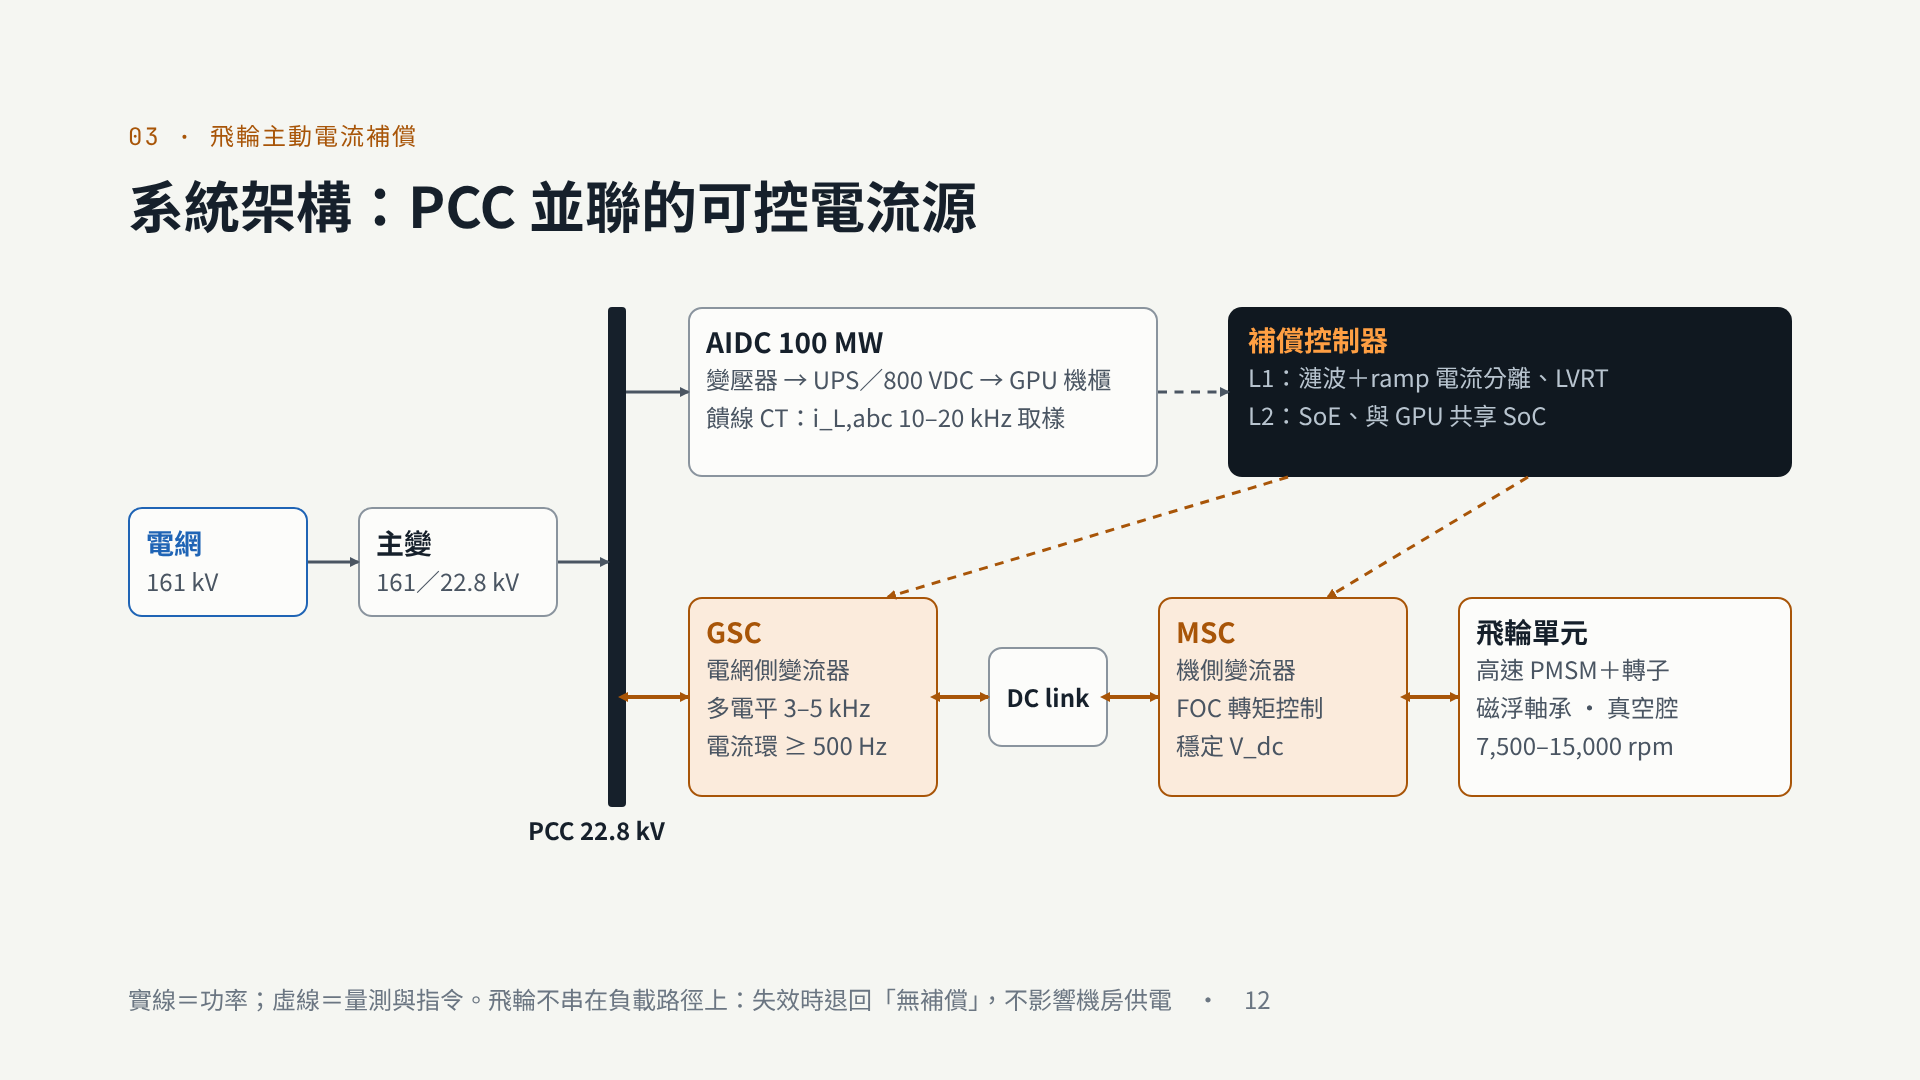 03 · 飛輪主動電流補償
系統架構：PCC 並聯的可控電流源
AIDC 100 MW
變壓器 → UPS／800 VDC → GPU 機櫃
饋線 CT：i_L,abc 10–20 kHz 取樣
補償控制器
L1：漣波＋ramp 電流分離、LVRT
L2：SoE、與 GPU 共享 SoC
電網
161 kV
主變
161／22.8 kV
GSC
電網側變流器
多電平 3–5 kHz
電流環 ≥ 500 Hz
DC link
MSC
機側變流器
FOC 轉矩控制
穩定 V_dc
飛輪單元
高速 PMSM＋轉子
磁浮軸承 · 真空腔
7,500–15,000 rpm
PCC 22.8 kV
實線＝功率；虛線＝量測與指令。飛輪不串在負載路徑上：失效時退回「無補償」，不影響機房供電 · 12